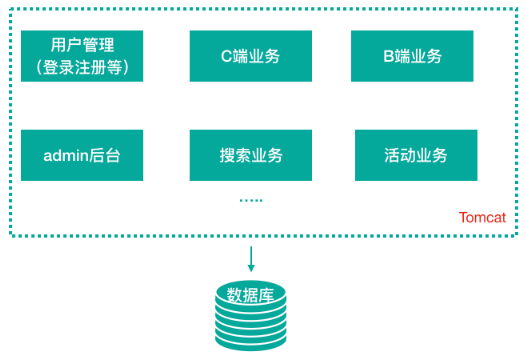 用户管理
（登录注册等）
C端业务
B端业务
admin后台
搜索业务
活动业务
…..
Tomcat
数据库